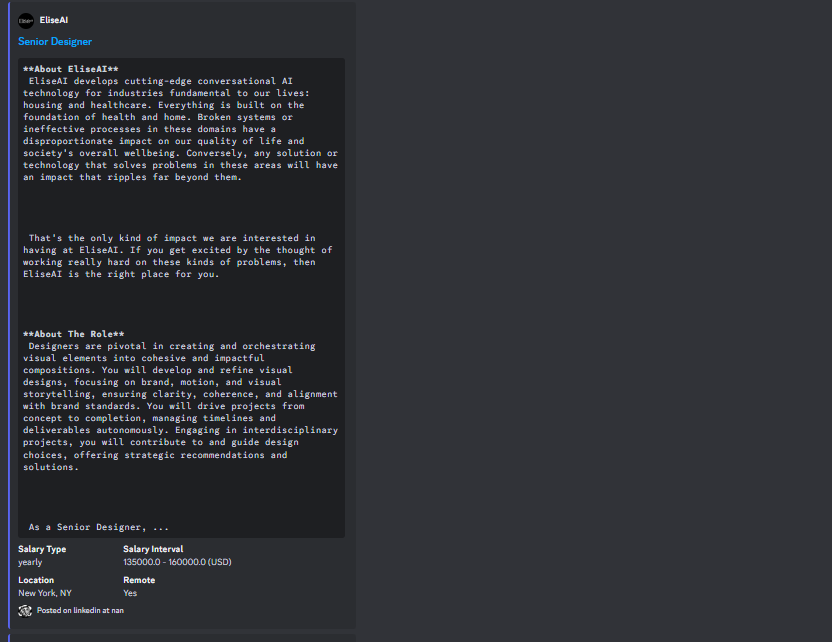 EliseAI
Senior Designer
**About EliseAI**
EliseAI develops cutting-edge conversational AI
technology for industries fundamental to our lives:
housing and healthcare. Everything is built on the
foundation of health and home. Broken systems or
ineffective processes in these domains have a
disproportionate impact on our quality of life and
society's overall wellbeing. Conversely, any solution or
technology that solves problems in these areas will have
an impact that ripples far beyond them.
That's the only kind of impact we are interested in
having at EliseAI. If you get excited by the thought of
working really hard on these kinds of problems, then
EliseAI is the right place for you.
**About The Role**
Designers are pivotal in creating and orchestrating
visual elements into cohesive and impactful
compositions. You will develop and refine visual
designs, focusing on brand, motion, and visual
storytelling, ensuring clarity, coherence, and alignment
with brand standards. You will drive projects from
concept to completion, managing timelines and
deliverables autonomously. Engaging in interdisciplinary
projects, you will contribute to and guide design
choices, offering strategic recommendations and
solutions.
As a Senior Designer, ...
Salary Type Salary Interval
yearly 135000.0 - 160000.0 (USD)
Location Remote
New York, NY Yes
Posted on linkedin at nan